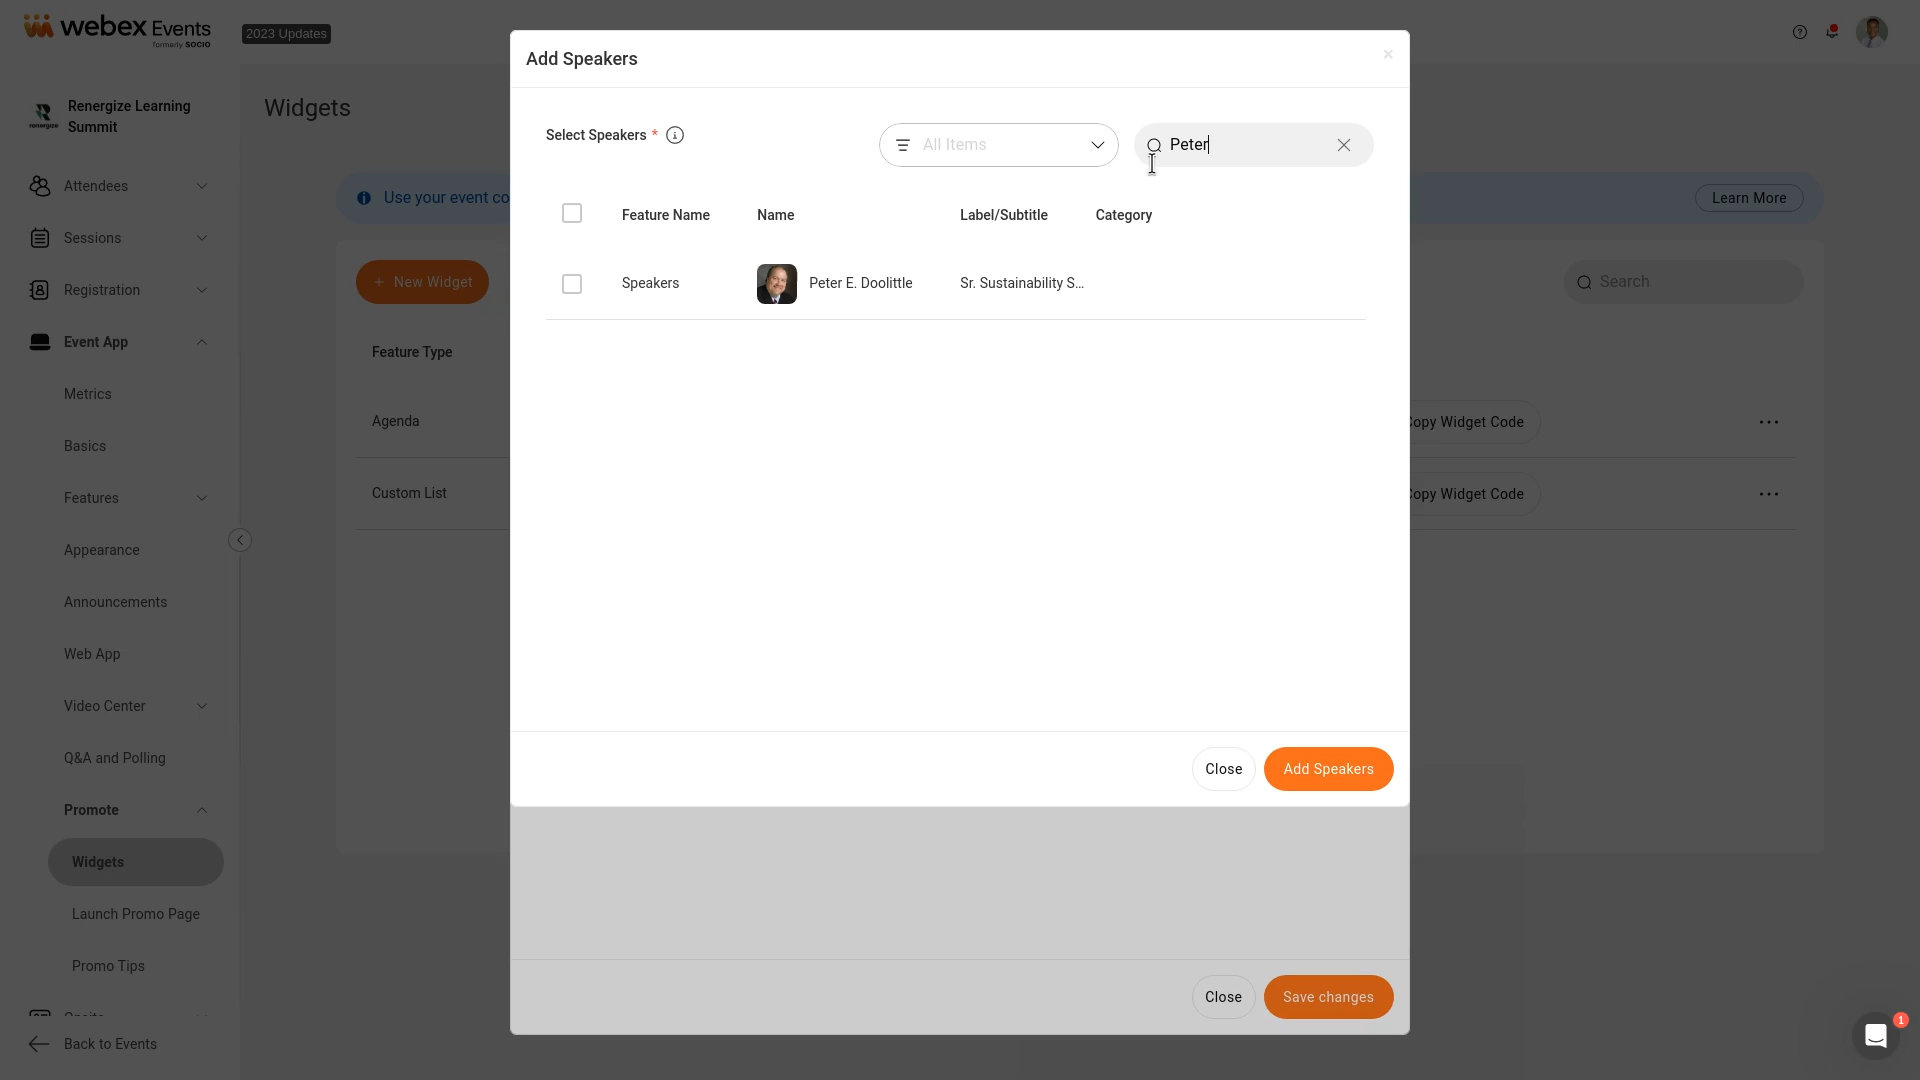 webex Events
formerly SOCIO
2023 Updates
Renergize Learning
Summit
Attendees
Sessions
Registration
Event App
Metrics
Basics
Features
Appearance
Announcements
Web App
Video Center
Q&A and Polling
Promote
Widgets
Launch Promo Page
Promo Tips
Onsite
Back to Events
Widgets
Use your event co
Learn More
+ New Widget
Search
Feature Type
Agenda
Copy Widget Code
Custom List
Copy Widget Code
Add Speakers
Select Speakers *
All Items
Peter
Feature Name Name Label/Subtitle Category
Speakers Peter E. Doolittle Sr. Sustainability S...
Close
Add Speakers
Close
Save changes
1